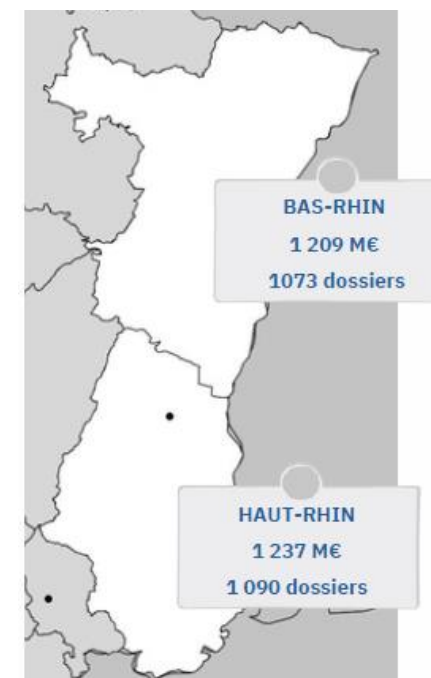 BAS-RHIN
1 209 M€
1073 dossiers
HAUT-RHIN
1 237 M€
1 090 dossiers